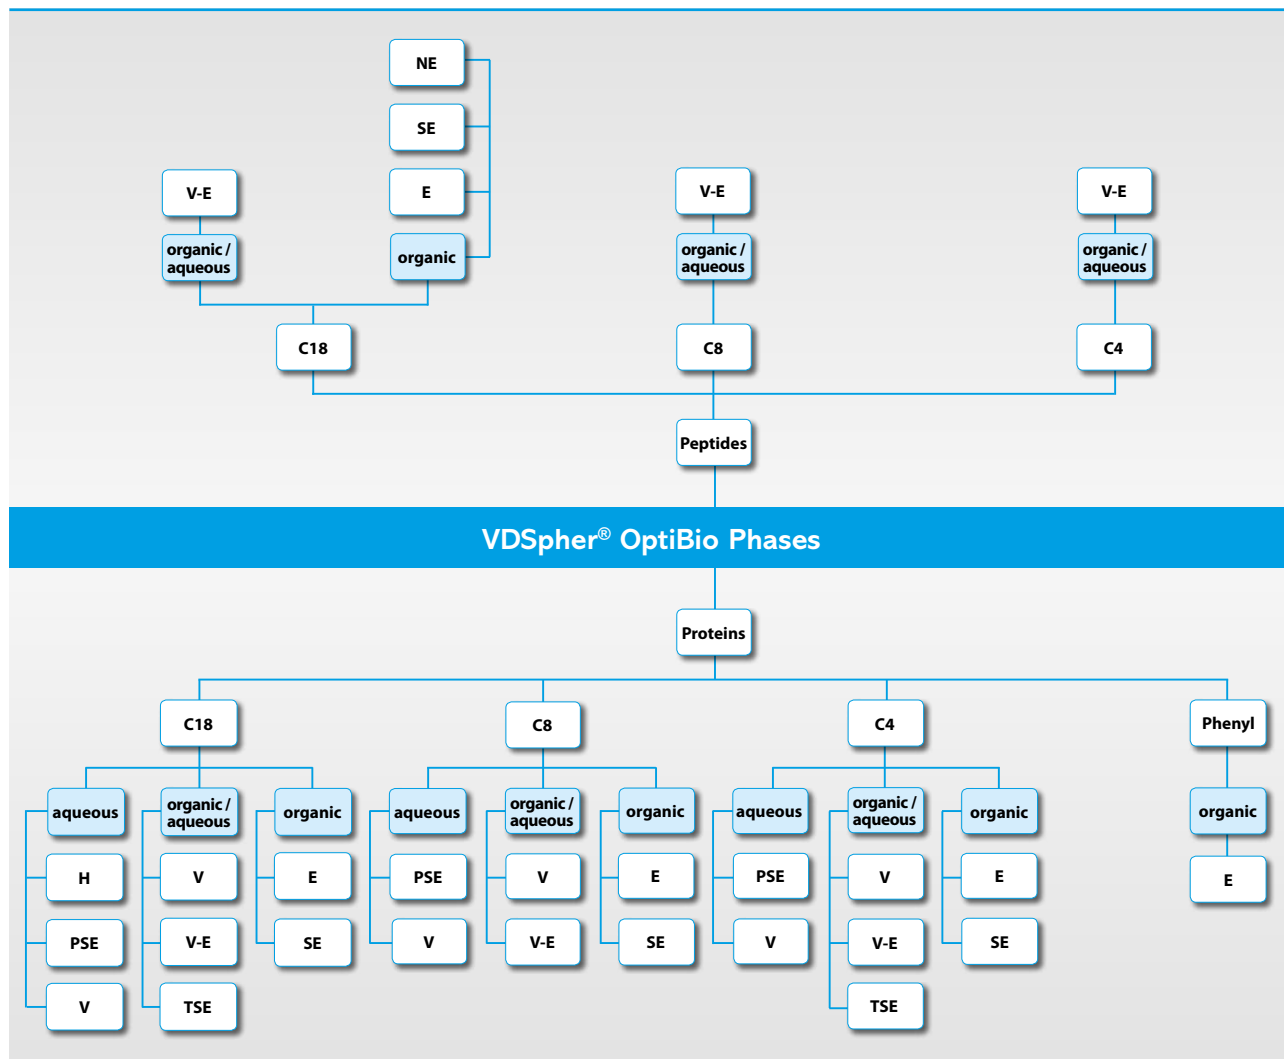 NE
SE
V-E
E
V-E
V-E
organic /
aqueous
organic
organic /
aqueous
organic /
aqueous
C18
C8
C4
Peptides
VDSpher® OptiBio Phases
Proteins
C18
C8
C4
Phenyl
aqueous
organic /
aqueous
organic
aqueous
organic /
aqueous
organic
aqueous
organic /
aqueous
organic
organic
H
V
E
PSE
V
E
PSE
V
E
E
PSE
V-E
SE
V
V-E
SE
V
V-E
SE
V
TSE
TSE